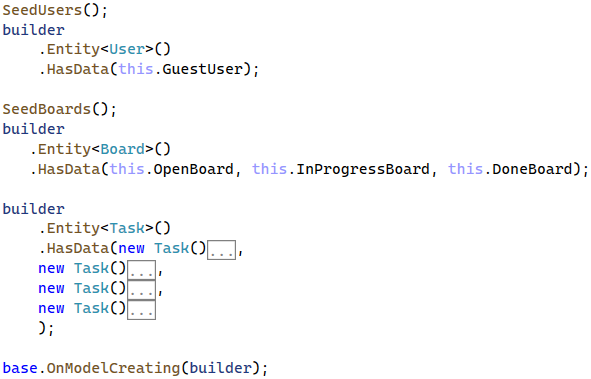 SeedUsers();
builder
.Entity<User>()
.HasData(this.GuestUser);
SeedBoards();
builder
.Entity<Board>()
.HasData(this.OpenBoard, this.InProgressBoard, this.DoneBoard);
builder
.Entity<Task>()
.HasData(new Task()...,
new Task()...,
new Task()...,
new Task()...
);
base.OnModelCreating(builder);